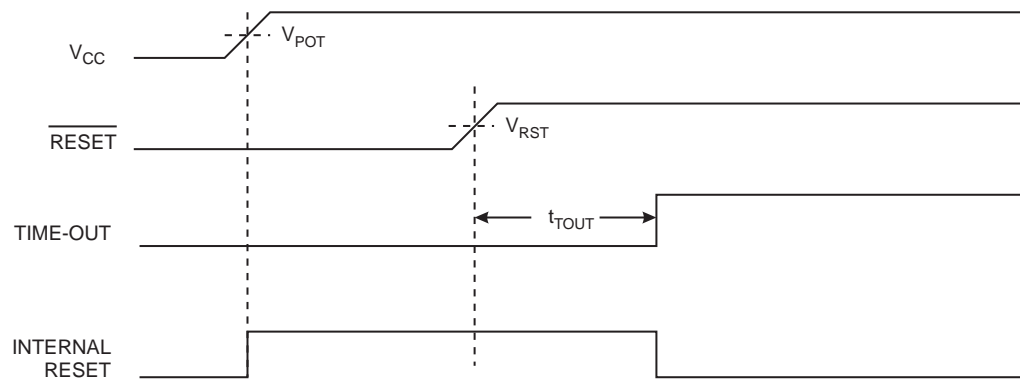 V_CC
V_POT
RESET
V_RST
t_TOUT
TIME-OUT
INTERNAL
RESET